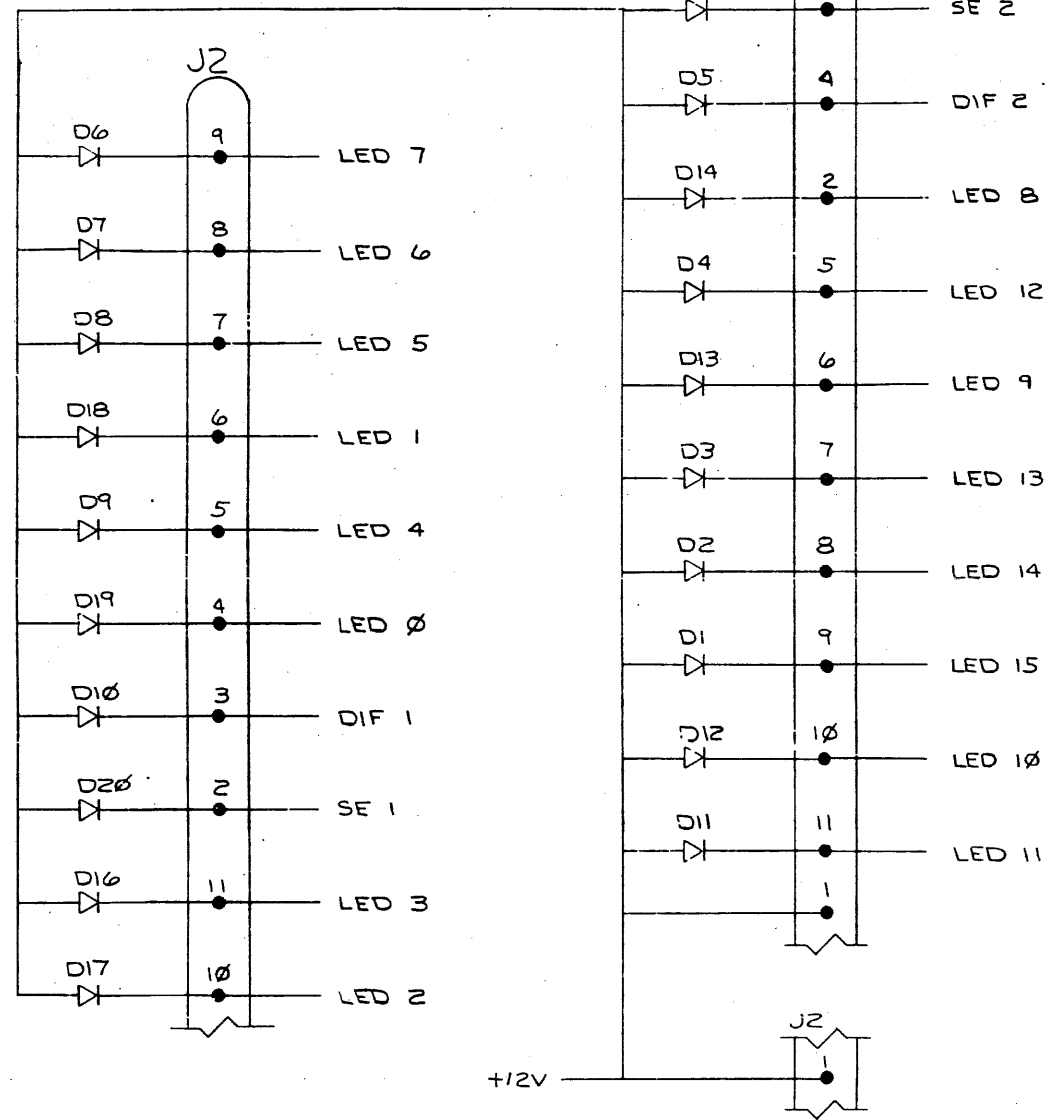 J2
D6 9 LED 7
D7 8 LED 6
D8 7 LED 5
D18 6 LED 1
D9 5 LED 4
D19 4 LED Ø
D1Ø 3 DIF 1
D2Ø 2 SE 1
D16 11 LED 3
D17 1Ø LED 2
SE 2
D5 4 DIF 2
D14 2 LED 8
D4 5 LED 12
D13 6 LED 9
D3 7 LED 13
D2 8 LED 14
D1 9 LED 15
D12 1Ø LED 1Ø
D11 11 LED 11
1
J2
+12V 1